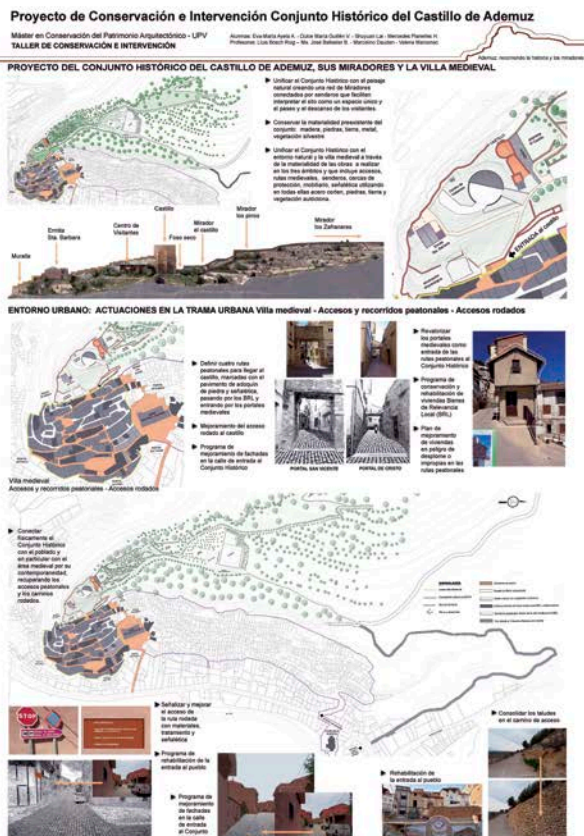 Proyecto de Conservación e Intervención Conjunto Histórico del Castillo de Ademuz
Máster en Conservación del Patrimonio Arquitectónico - UPV
TALLER DE CONSERVACIÓN E INTERVENCIÓN
Ademuz, recorriendo la historia y los miradores
PROYECTO DEL CONJUNTO HISTÓRICO DEL CASTILLO DE ADEMUZ, SUS MIRADORES Y LA VILLA MEDIEVAL
Unificar el Conjunto Histórico con el paisaje
natural creando una red de Miradores
conectados por senderos que faciliten
interpretar el sitio como un espacio único y
el paseo y el descanso de los visitantes.
Conservar la materialidad preexistente del
conjunto: madera, piedras, tierra, metal,
vegetación silvestre
Unificar el Conjunto Histórico con el
entorno natural y la villa medieval a través
de la materialidad de las obras a realizar
en los tres ámbitos y que incluye accesos,
rutas medievales, senderos, cercas de
protección, mobiliario, señalética utilizando
en todas ellas acero corten, piedras, tierra y
vegetación autóctona.
Muralla
Ermita
Sta. Barbara
Centro de
Visitantes
Castillo
Foso seco
Mirador
el castillo
Mirador
los pinos
Mirador
los Zafranares
ENTRADA al castillo
ENTORNO URBANO: ACTUACIONES EN LA TRAMA URBANA Villa medieval - Accesos y recorridos peatonales - Accesos rodados
Definir cuatro rutas
peatonales para llegar al
castillo, marcadas con el
pavimento de adoquín
de piedra y señalética,
pasando por los BRL y
entrando por los portales
medievales
Mejoramiento del acceso
rodado al castillo
Programa de
mejoramiento de fachadas
en la calle de entrada al
Conjunto Histórico
PORTAL SAN VICENTE
PORTAL DE CRISTO
Revalorizar
los portales
medievales como
entrada de las
rutas peatonales al
Conjunto Histórico
Programa de
conservación y
rehabilitación de
viviendas Bienes
de Relevancia
Local (BRL)
Plan de
mejoramiento
de viviendas
en peligro de
desplome o
impropias en las
rutas peatonales
Villa medieval
Accesos y recorridos peatonales - Accesos rodados
Conectar
físicamente el
Conjunto Histórico
con el poblado y
en particular con el
área medieval por su
contemporaneidad,
recuperando los
accesos peatonales
y los caminos
rodados.
STOP
Señalizar y mejorar
el acceso de
la ruta rodada
con materiales,
tratamiento y
señalética
Programa de
rehabilitación de la
entrada al pueblo
Programa de
mejoramiento
de fachadas
en la calle
de entrada
al Conjunto
Rehabilitación de
la entrada al pueblo
Consolidar los taludes
en el camino de acceso